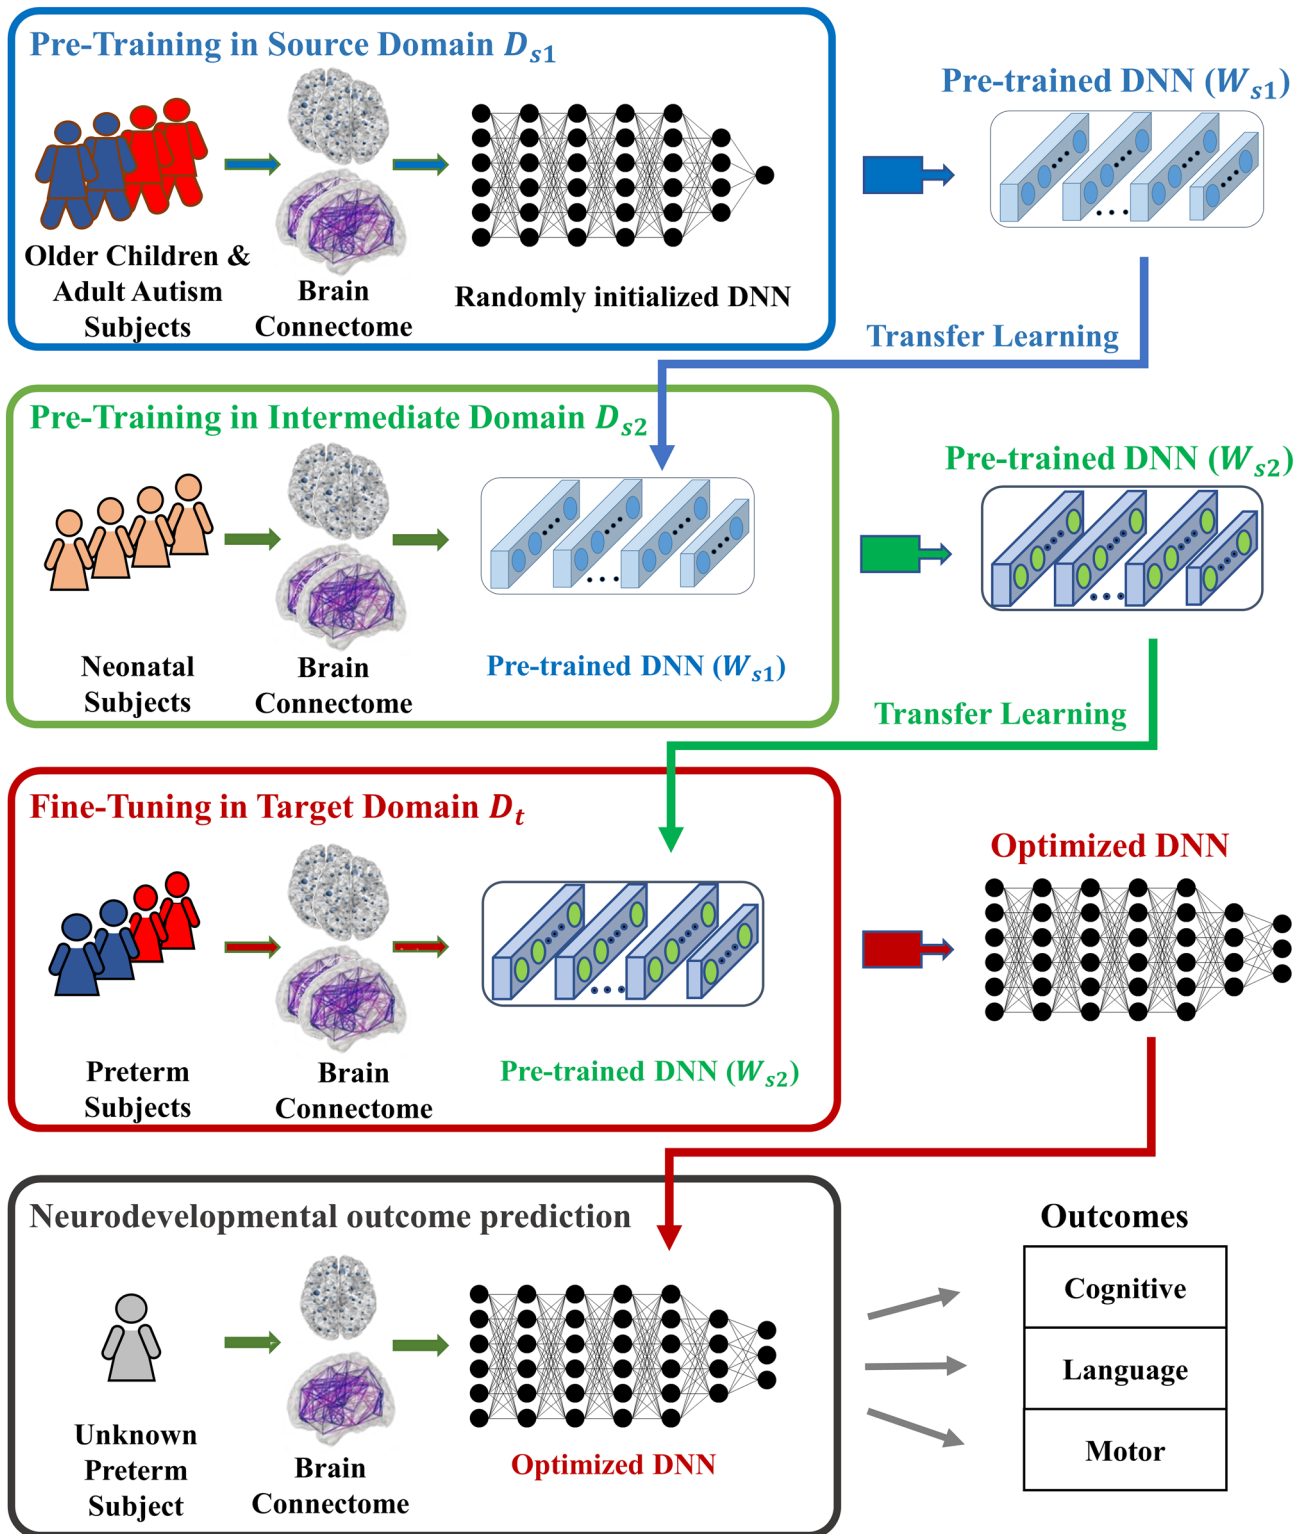 Pre-Training in Source Domain D_s1
Older Children &
Adult Autism
Subjects
Brain
Connectome
Randomly initialized DNN
Pre-trained DNN (W_s1)
Transfer Learning
Pre-Training in Intermediate Domain D_s2
Neonatal
Subjects
Brain
Connectome
Pre-trained DNN (W_s1)
Pre-trained DNN (W_s2)
Transfer Learning
Fine-Tuning in Target Domain D_t
Preterm
Subjects
Brain
Connectome
Pre-trained DNN (W_s2)
Optimized DNN
Neurodevelopmental outcome prediction
Unknown
Preterm
Subject
Brain
Connectome
Optimized DNN
Outcomes
Cognitive
Language
Motor